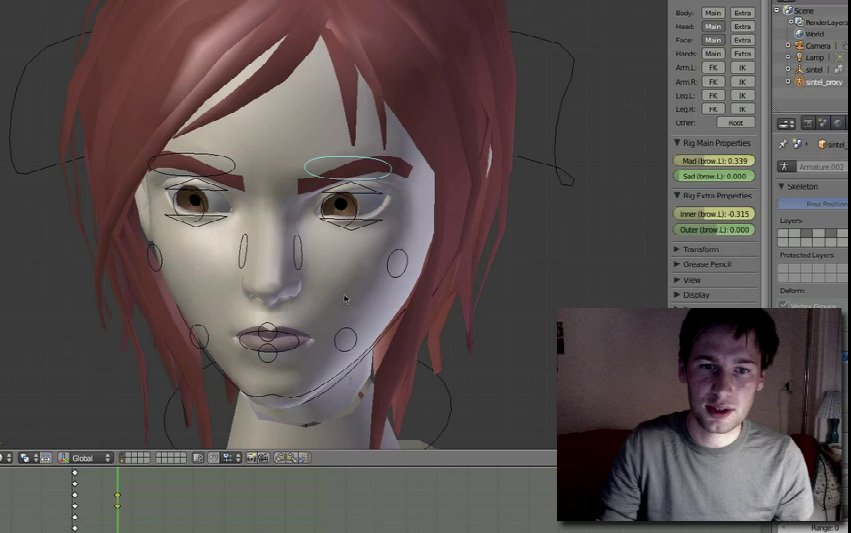 Body: Main Extra
Head: Main Extra
Face: Main Extra
Hands: Main Extra
Arm.L: FK IK
Arm.R: FK IK
Leg.L: FK IK
Leg.R: FK IK
Other: Root
Rig Main Properties
Mad (brow.L): 0.339
Sad (brow.L): 0.000
Rig Extra Properties
Inner (brow.L): -0.315
Outer (brow.L): 0.000
Transform
Grease Pencil
View
Display
Scene
RenderLayers
World
Camera
Lamp
sintel
sintel_proxy
sintel
Armature.002
Skeleton
Pose Position
Layers:
Protected Layers:
Deform:
Vertex Groups
Global
Range: 0